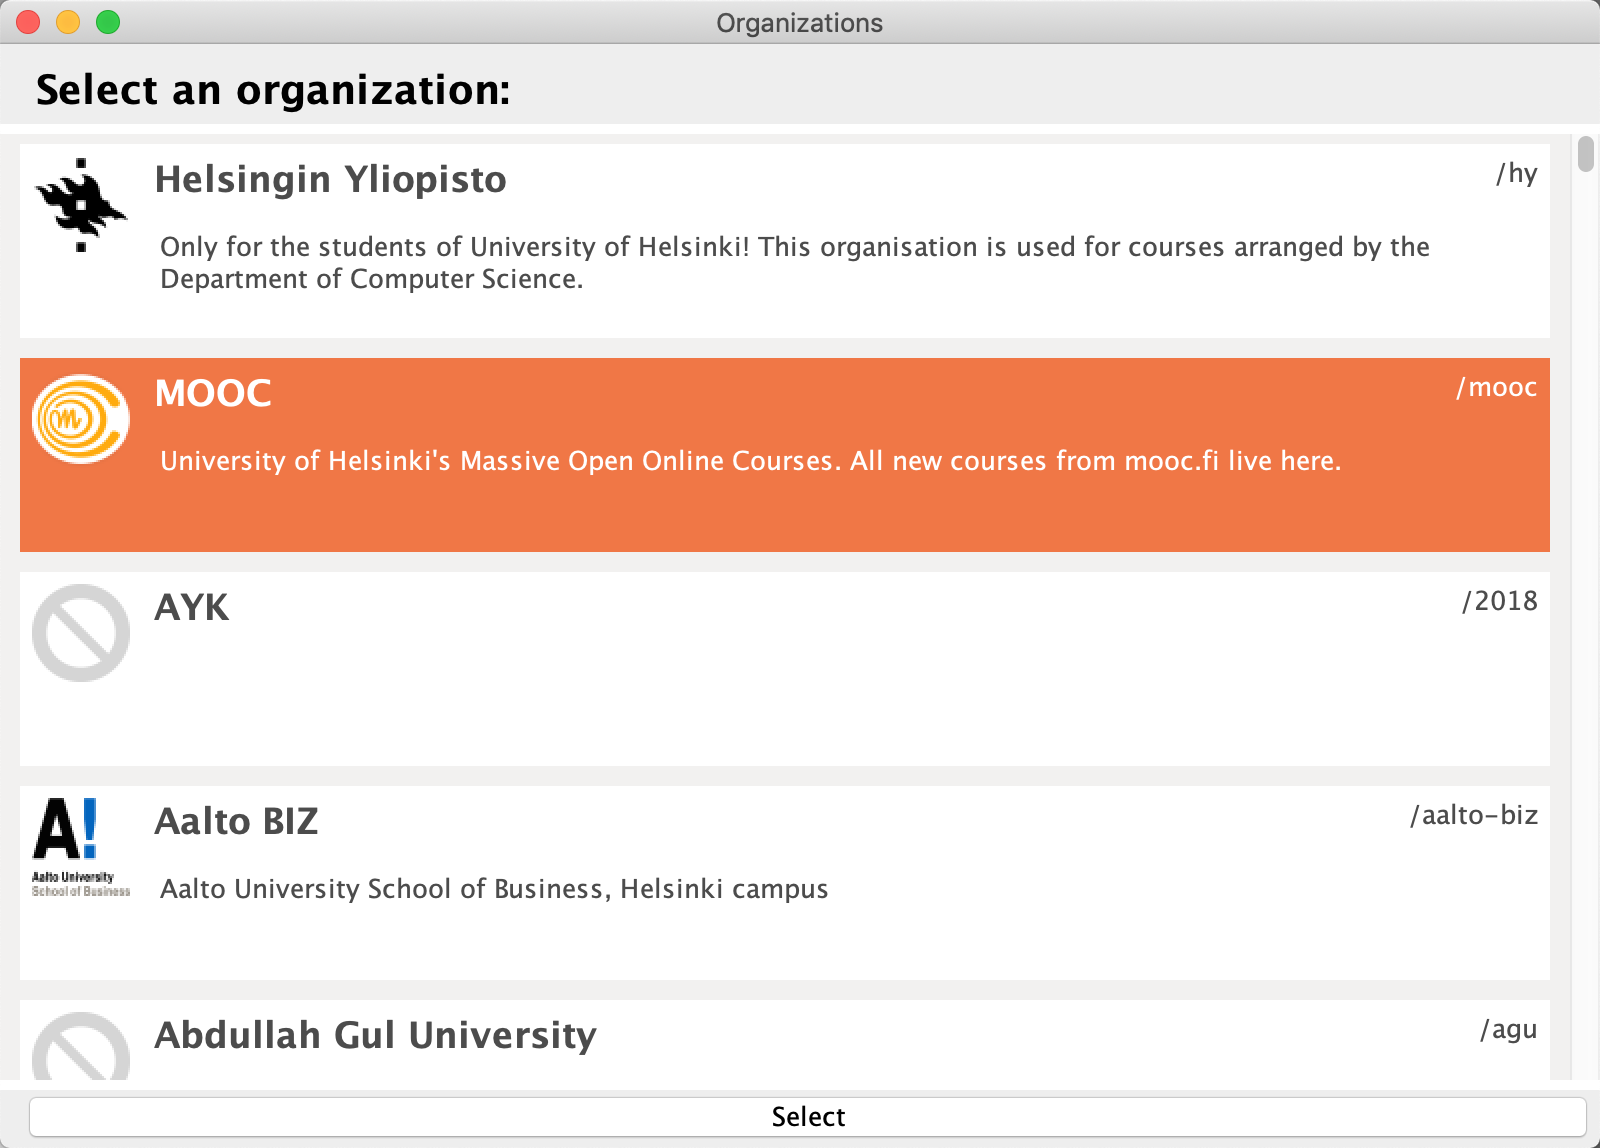 Organizations
Select an organization:
Helsingin Yliopisto
/hy
Only for the students of University of Helsinki! This organisation is used for courses arranged by the
Department of Computer Science.
MOOC
/mooc
University of Helsinki's Massive Open Online Courses. All new courses from mooc.fi live here.
AYK
/2018
A!
Aalto University
School of Business
Aalto BIZ
/aalto-biz
Aalto University School of Business, Helsinki campus
Abdullah Gul University
/agu
Select